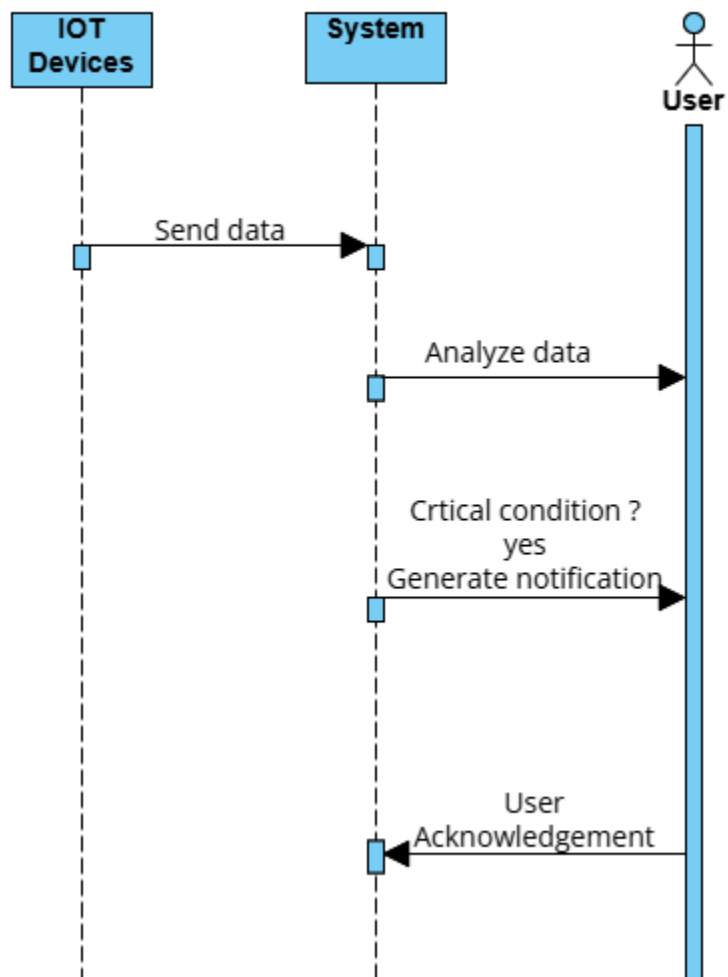 IOT
Devices
System
User
Send data
Analyze data
Crtical condition ?
yes
Generate notification
User
Acknowledgement